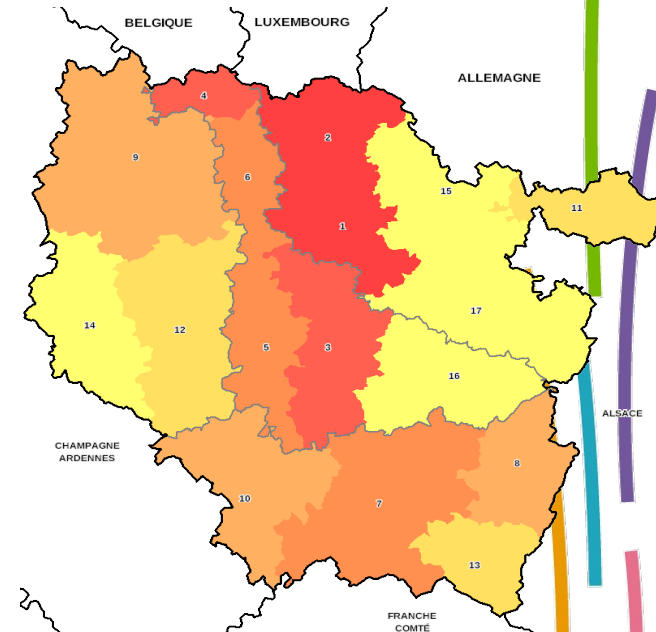 BELGIQUE
LUXEMBOURG
ALLEMAGNE
4
2
9
6
15
11
1
17
14
12
5
3
16
ALSACE
CHAMPAGNE
ARDENNES
8
10
7
13
FRANCHE
COMTÉ